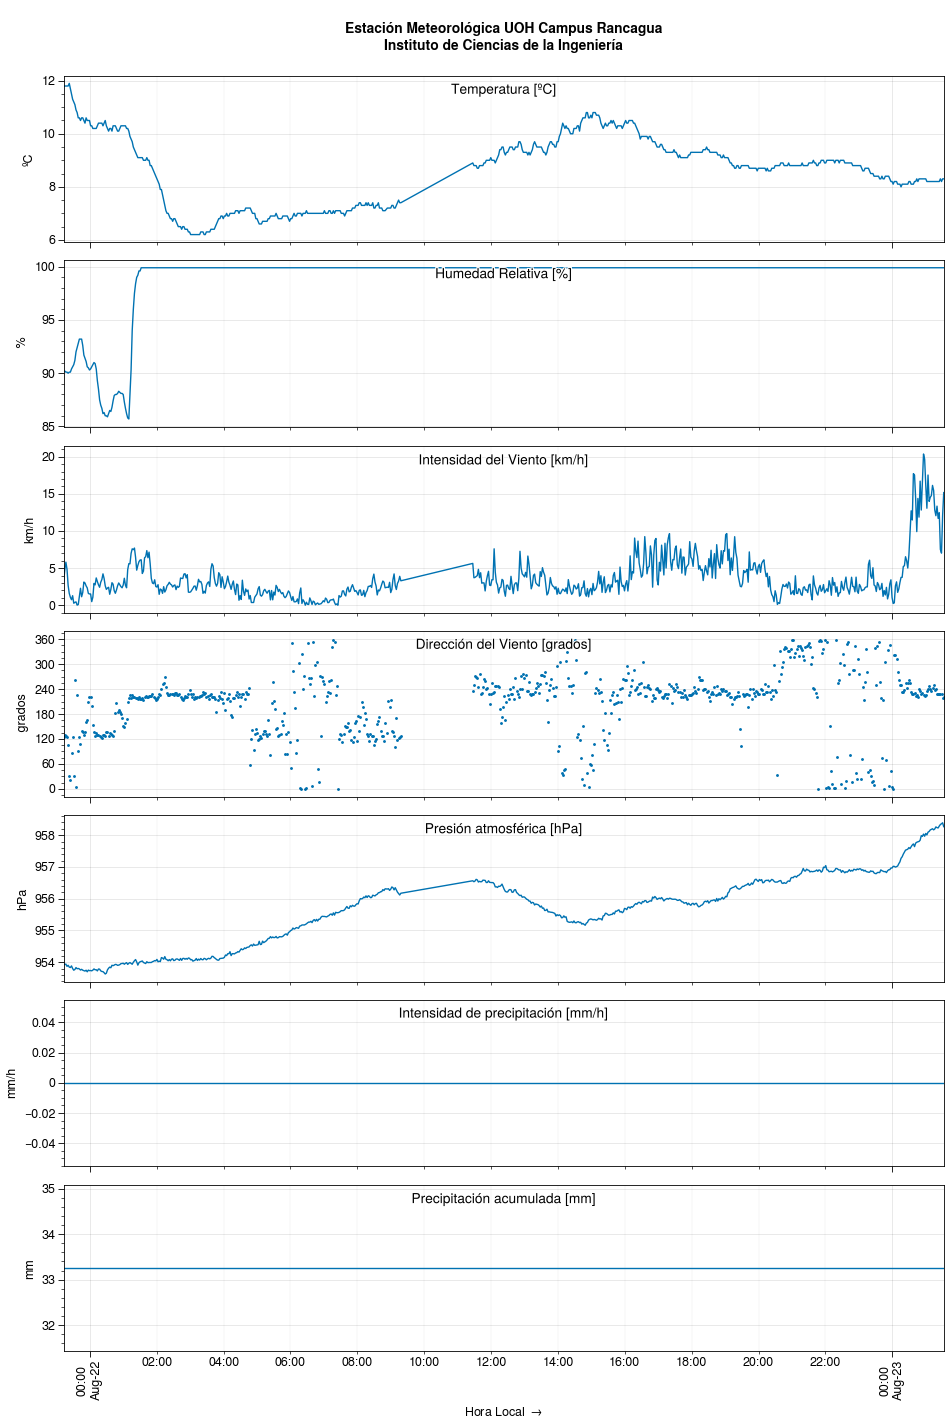 Estación Meteorológica UOH Campus Rancagua
Instituto de Ciencias de la Ingeniería
Temperatura [ºC]
ºC
12
10
8
6
Humedad Relativa [%]
%
100
95
90
85
Intensidad del Viento [km/h]
km/h
20
15
10
5
0
Dirección del Viento [grados]
grados
360
300
240
180
120
60
0
Presión atmosférica [hPa]
hPa
958
957
956
955
954
Intensidad de precipitación [mm/h]
mm/h
0.04
0.02
0
−0.02
−0.04
Precipitación acumulada [mm]
mm
35
34
33
32
00:00
Aug-22
02:00
04:00
06:00
08:00
10:00
12:00
14:00
16:00
18:00
20:00
22:00
00:00
Aug-23
Hora Local →